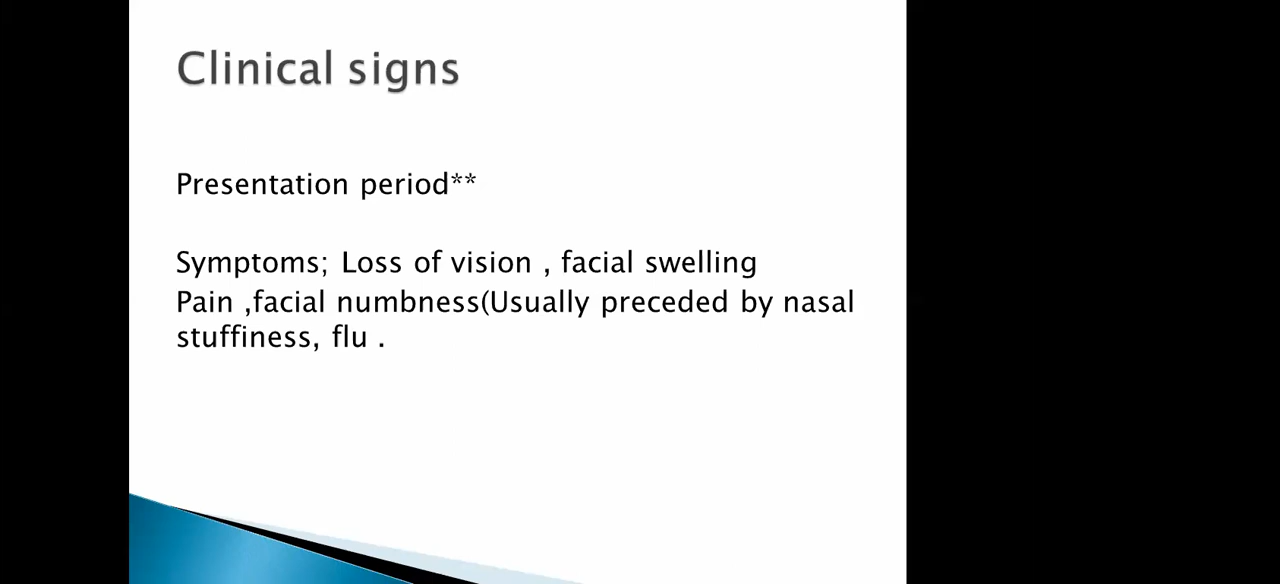 Clinical signs
Presentation period**
Symptoms; Loss of vision , facial swelling
Pain ,facial numbness(Usually preceded by nasal
stuffiness, flu .